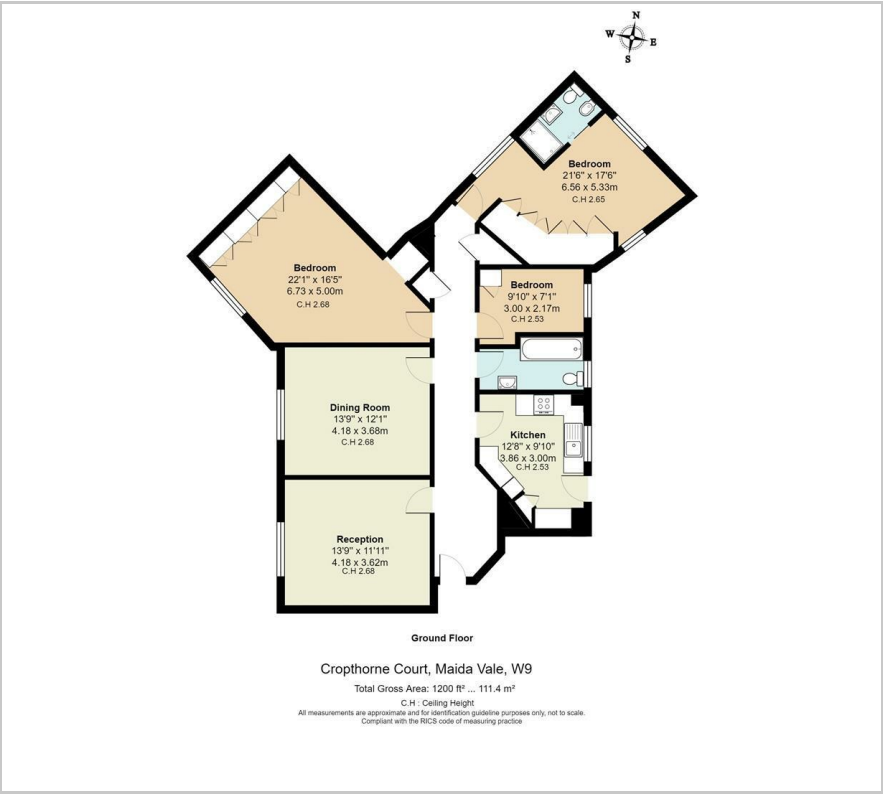 N
W
E
S
Bedroom
21'6" x 17'6"
6.56 x 5.33m
C.H 2.65
Bedroom
22'1" x 16'5"
6.73 x 5.00m
C.H 2.68
Bedroom
9'10" x 7'1"
3.00 x 2.17m
C.H 2.53
Dining Room
13'9" x 12'1"
4.18 x 3.68m
C.H 2.68
Kitchen
12'8" x 9'10"
3.86 x 3.00m
C.H 2.53
Reception
13'9" x 11'11"
4.18 x 3.62m
C.H 2.68
Ground Floor
Cropthorne Court, Maida Vale, W9
Total Gross Area: 1200 ft² ... 111.4 m²
C.H : Ceiling Height
All measurements are approximate and for identification guideline purposes only, not to scale.
Compliant with the RICS code of measuring practice